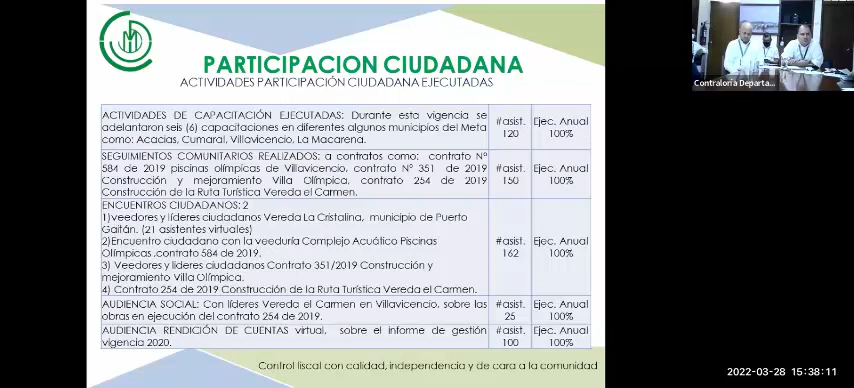 PARTICIPACION CIUDADANA
ACTIVIDADES PARTICIPACIÓN CIUDADANA EJECUTADAS
ACTIVIDADES DE CAPACITACIÓN EJECUTADAS: Durante esta vigencia se
adelantaron seis (6) capacitaciones en diferentes algunos municipios del Meta
como: Acacias, Cumaral, Villavicencio, La Macarena.
#asist.
120
Ejec. Anual
100%
SEGUIMIENTOS COMUNITARIOS REALIZADOS: a contratos como: contrato N°
584 de 2019 piscinas olímpicas de Villavicencio, contrato N° 351 de 2019
Construcción y mejoramiento Villa Olímpica, contrato 254 de 2019
Construcción de la Ruta Turística Vereda el Carmen.
#asist.
150
Ejec. Anual
100%
ENCUENTROS CIUDADANOS: 2
1)veedores y líderes ciudadanos Vereda La Cristalina, municipio de Puerto
Gaitán. (21 asistentes virtuales)
2)Encuentro ciudadano con la veeduría Complejo Acuático Piscinas
Olímpicas ,contrato 584 de 2019.
3) Veedores y lideres ciudadanos Contrato 351/2019 Construcción y
mejoramiento Villa Olímpica.
4) Contrato 254 de 2019 Construcción de la Ruta Turística Vereda el Carmen.
#asist.
162
Ejec. Anual
100%
AUDIENCIA SOCIAL: Con líderes Vereda el Carmen en Villavicencio, sobre las
obras en ejecución del contrato 254 de 2019.
#asist.
25
Ejec. Anual
100%
AUDIENCIA RENDICIÓN DE CUENTAS virtual, sobre el informe de gestión
vigencia 2020.
#asist.
100
Ejec. Anual
100%
Control fiscal con calidad, independencia y de cara a la comunidad
Contraloría Departa...
2022-03-28 15:38:11